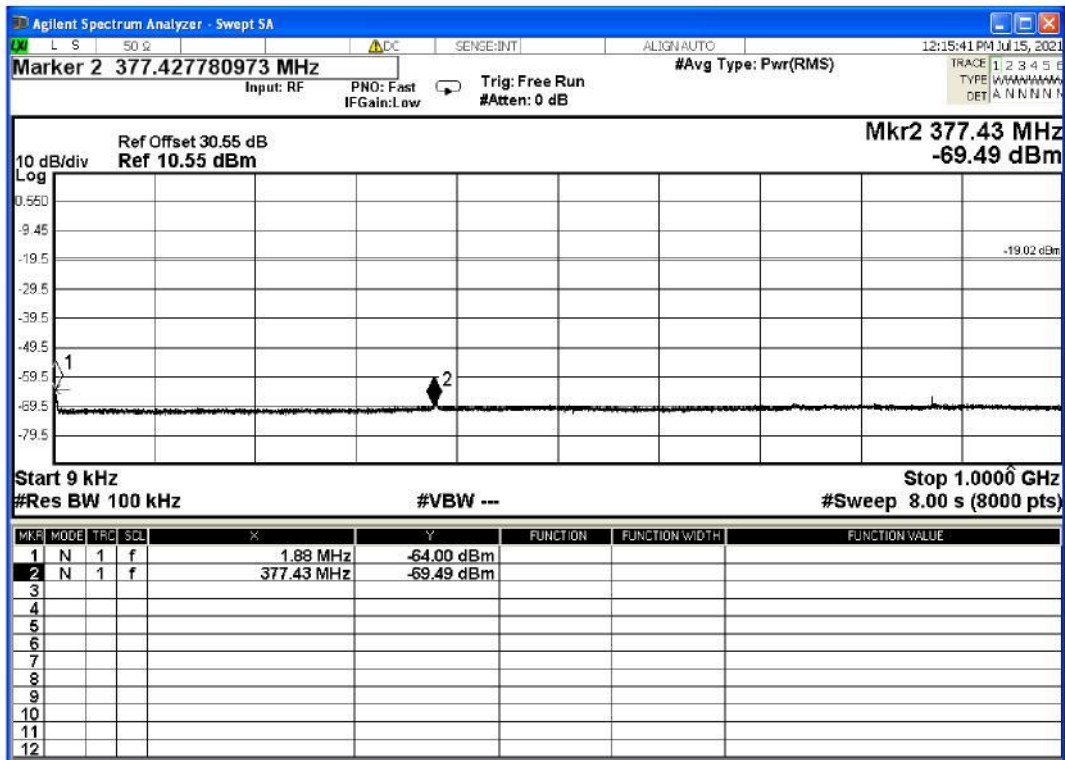 Agilent Spectrum Analyzer - Swept SA
LXI L S 50 Ω DC SENSE:INT ALIGN AUTO 12:15:41 PM Jul 15, 2021
Marker 2 377.427780973 MHz
Input: RF
PNO: Fast
IFGain:Low
Trig: Free Run
#Atten: 0 dB
#Avg Type: Pwr(RMS)
TRACE 1 2 3 4 5 6
TYPE
DET A N N N N N
Mkr2 377.43 MHz
-69.49 dBm
Ref Offset 30.55 dB
10 dB/div Ref 10.55 dBm
Log
0.550
-9.45
-19.02 dBm
-19.5
-29.5
-39.5
-49.5
1
-59.5
2
-69.5
-79.5
Start 9 kHz Stop 1.0000 GHz
#Res BW 100 kHz #VBW --- #Sweep 8.00 s (8000 pts)
MKR MODE TRC SCL X Y FUNCTION FUNCTION WIDTH FUNCTION VALUE
1 N 1 f 1.88 MHz -64.00 dBm
2 N 1 f 377.43 MHz -69.49 dBm
3
4
5
6
7
8
9
10
11
12